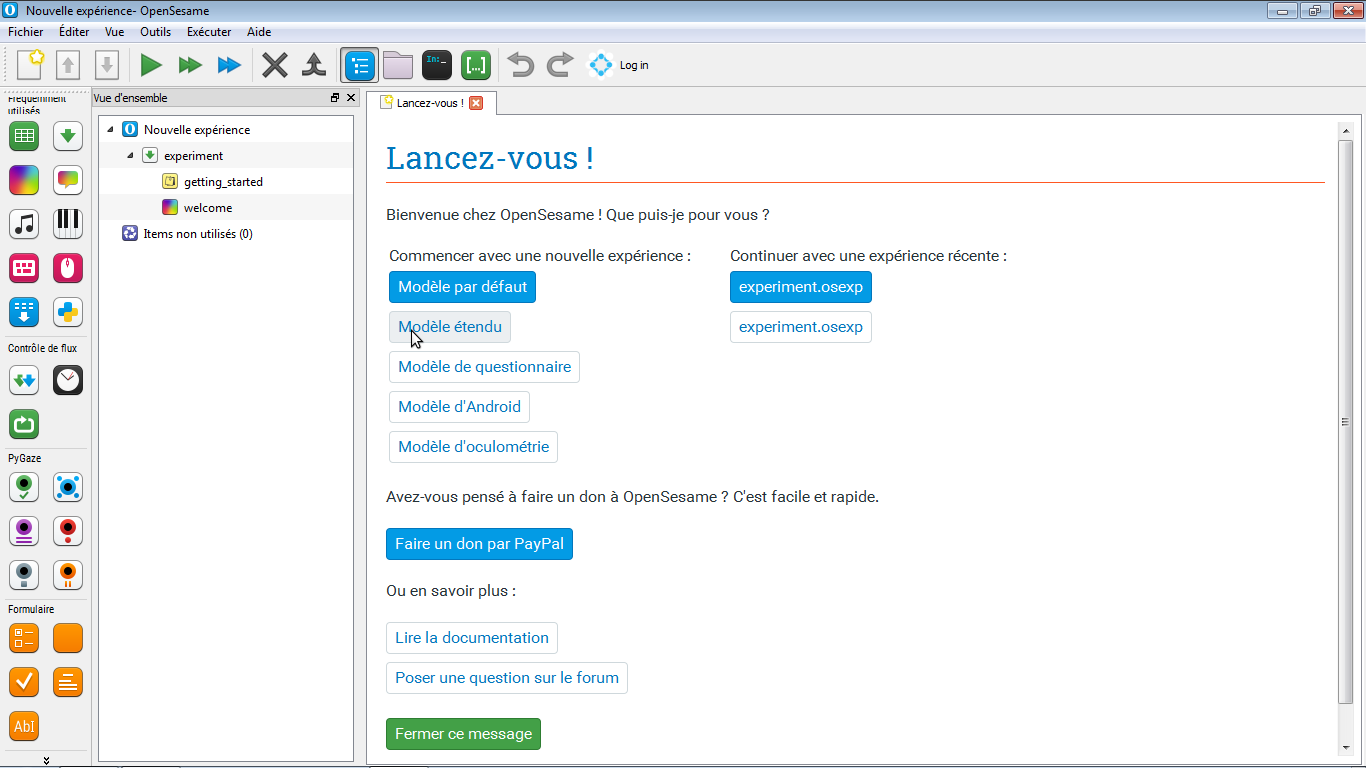 Nouvelle expérience- OpenSesame
Fichier Éditer Vue Outils Exécuter Aide
In:_
[...]
Log in
Fréquemment
utilisés
Vue d'ensemble
Lancez-vous !
Nouvelle expérience
experiment
getting_started
welcome
Items non utilisés (0)
Contrôle de flux
PyGaze
Formulaire
AbI
Lancez-vous !
Bienvenue chez OpenSesame ! Que puis-je pour vous ?
Commencer avec une nouvelle expérience :
Modèle par défaut
Modèle étendu
Modèle de questionnaire
Modèle d'Android
Modèle d'oculométrie
Continuer avec une expérience récente :
experiment.osexp
experiment.osexp
Avez-vous pensé à faire un don à OpenSesame ? C'est facile et rapide.
Faire un don par PayPal
Ou en savoir plus :
Lire la documentation
Poser une question sur le forum
Fermer ce message